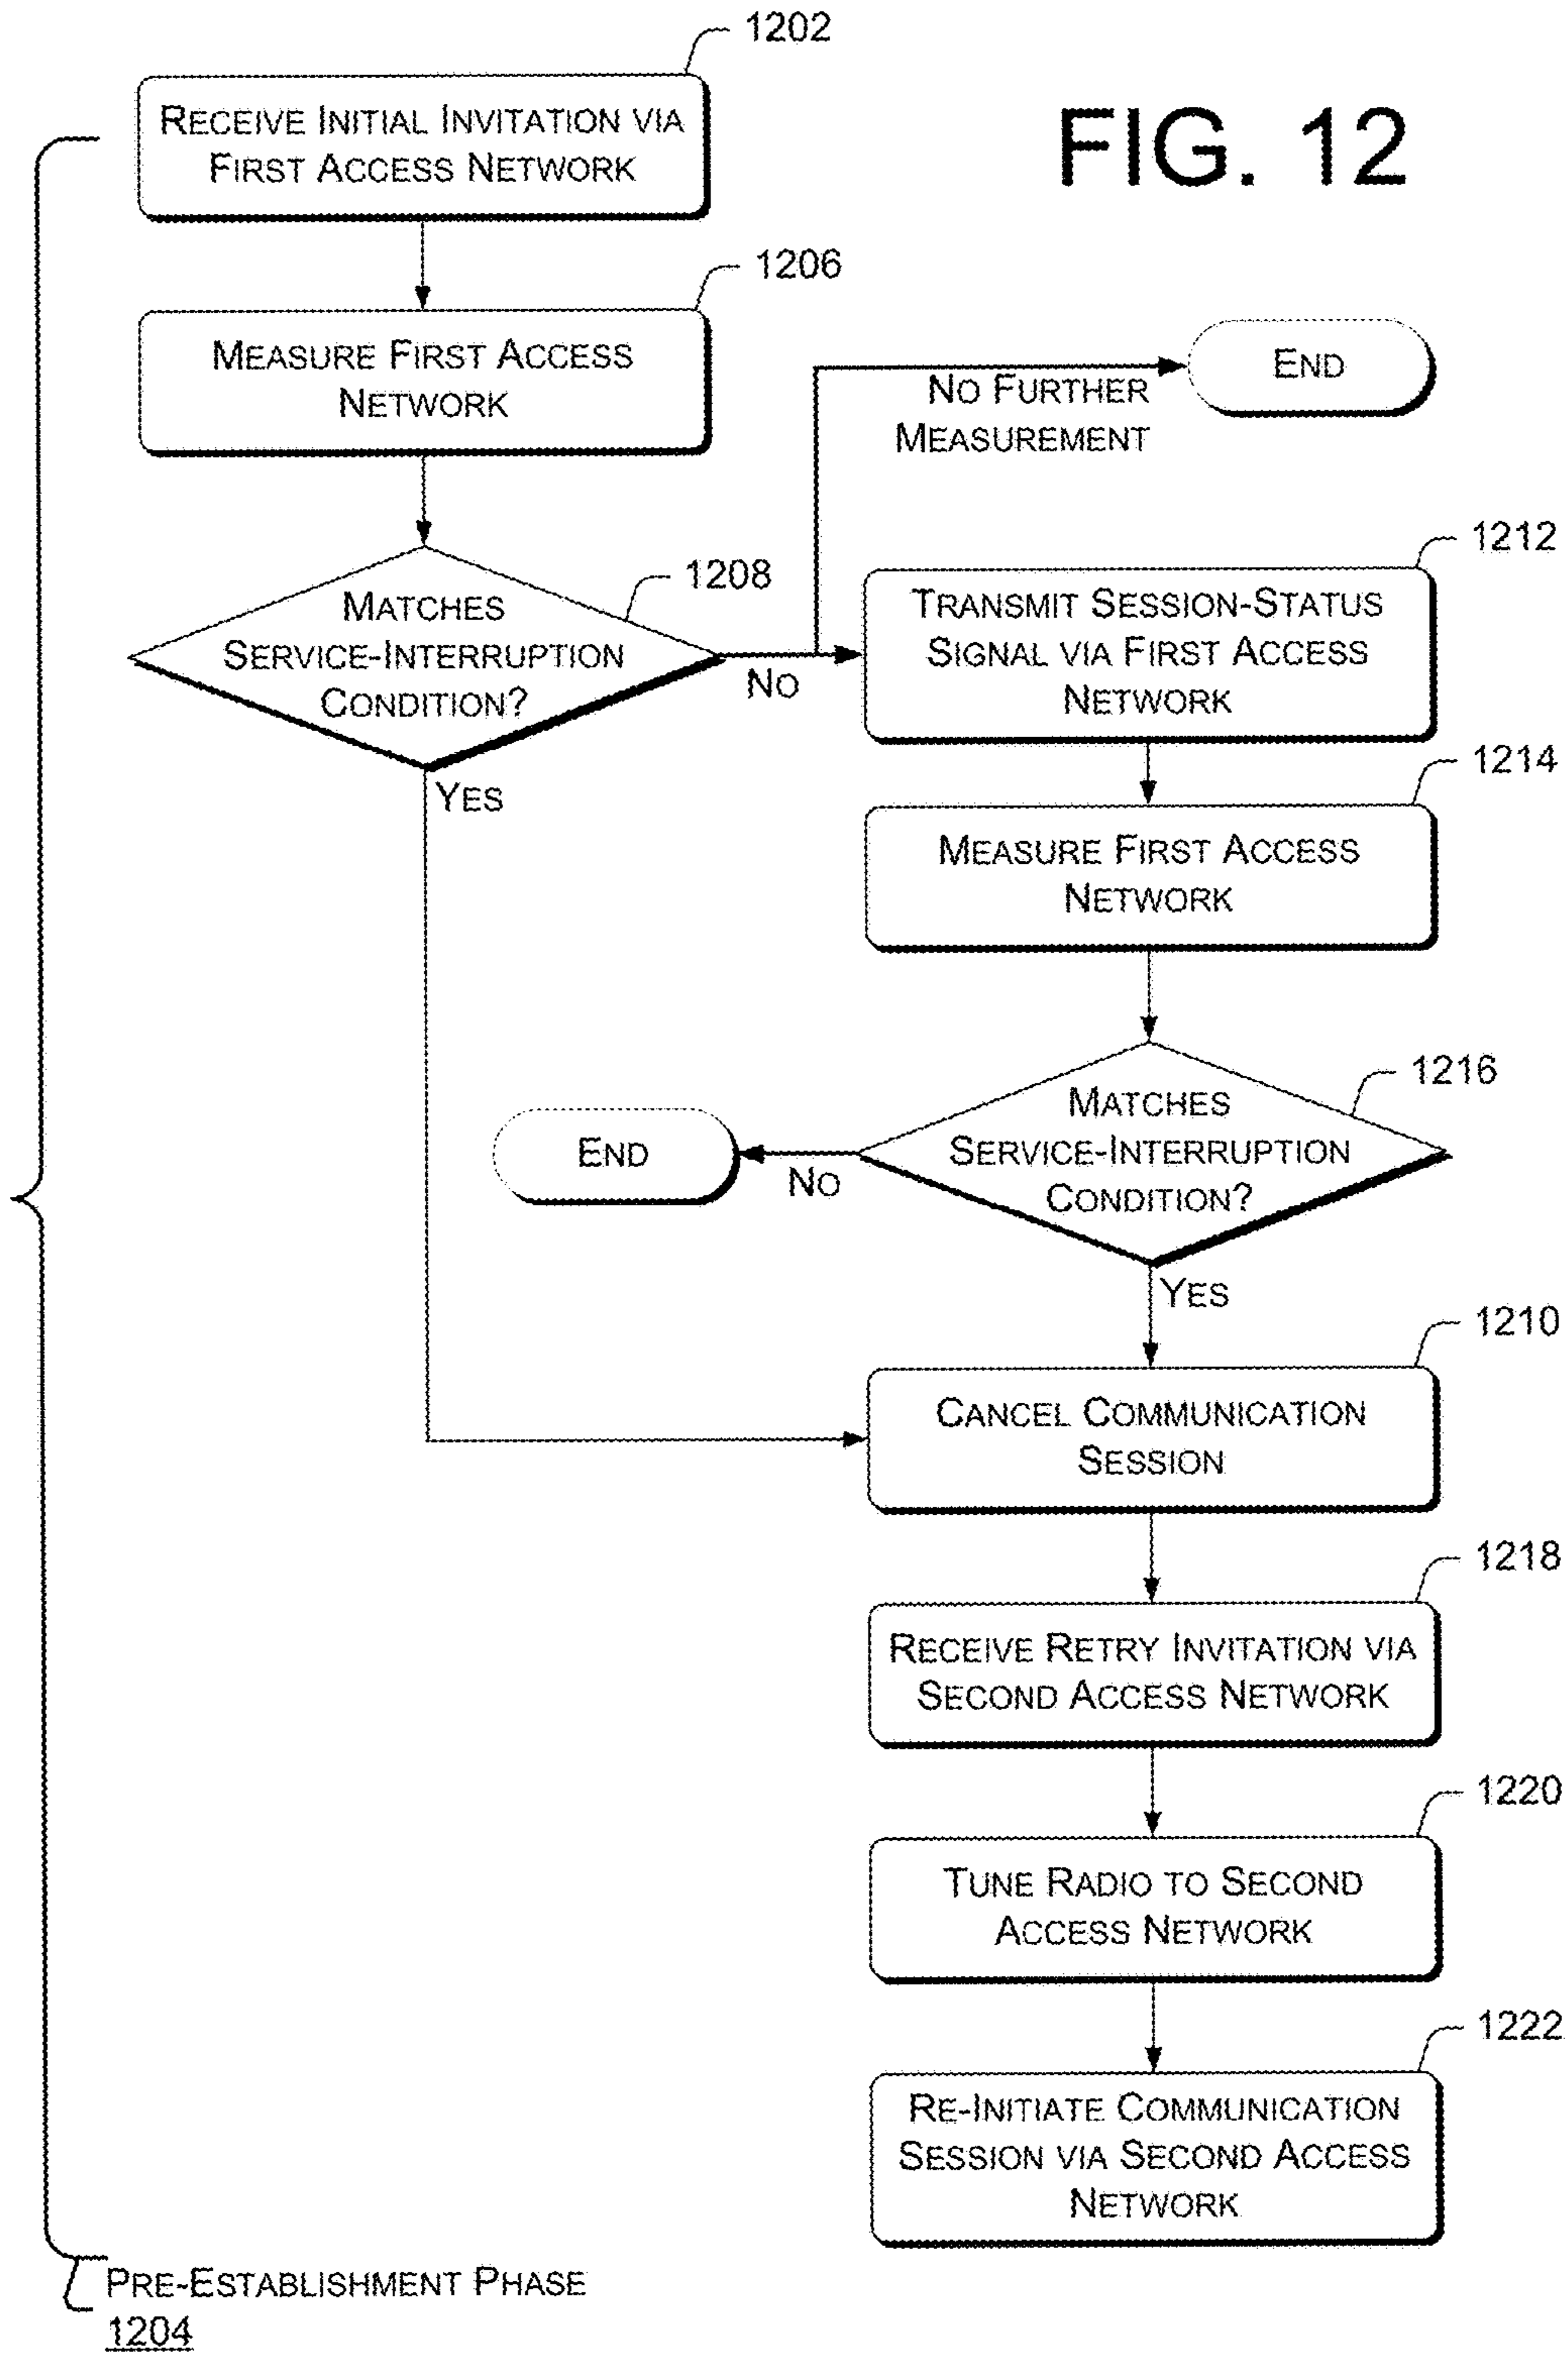 1202
RECEIVE INITIAL INVITATION VIA
FIRST ACCESS NETWORK
FIG. 12
1206
MEASURE FIRST ACCESS
NETWORK
END
NO FURTHER
MEASUREMENT
1208
MATCHES
SERVICE-INTERRUPTION
CONDITION?
NO
YES
1212
TRANSMIT SESSION-STATUS
SIGNAL VIA FIRST ACCESS
NETWORK
1214
MEASURE FIRST ACCESS
NETWORK
1216
MATCHES
SERVICE-INTERRUPTION
CONDITION?
NO
END
YES
1210
CANCEL COMMUNICATION
SESSION
1218
RECEIVE RETRY INVITATION VIA
SECOND ACCESS NETWORK
1220
TUNE RADIO TO SECOND
ACCESS NETWORK
1222
RE-INITIATE COMMUNICATION
SESSION VIA SECOND ACCESS
NETWORK
PRE-ESTABLISHMENT PHASE
1204